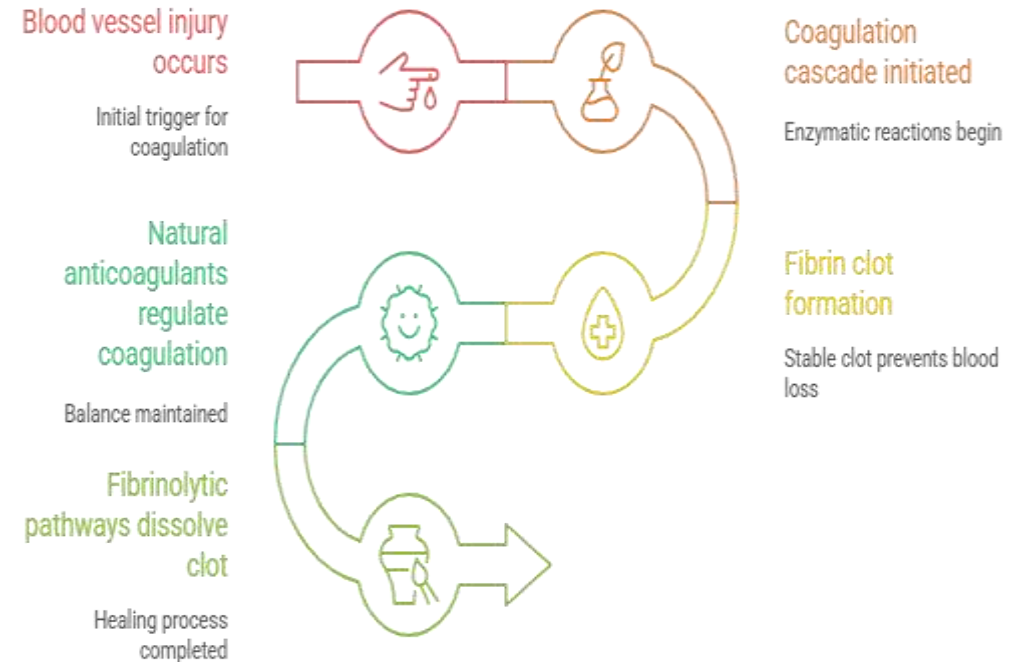 Blood vessel injury
occurs
Initial trigger for
coagulation
Coagulation
cascade initiated
Enzymatic reactions begin
Fibrin clot
formation
Stable clot prevents blood
loss
Natural
anticoagulants
regulate
coagulation
Balance maintained
Fibrinolytic
pathways dissolve
clot
Healing process
completed